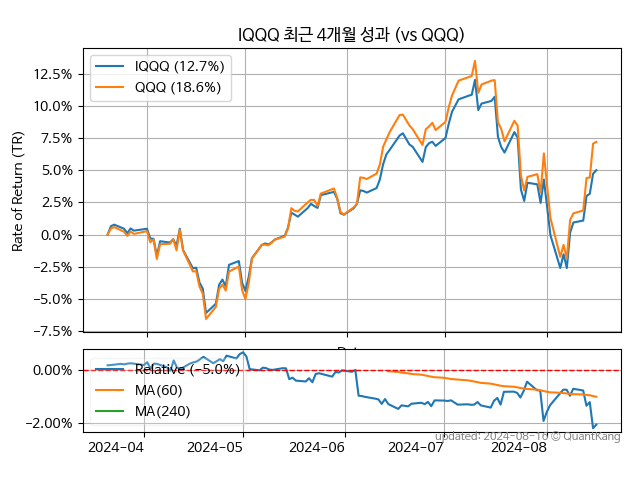 IQQQ 최근 4개월 성과 (vs QQQ)
IQQQ (12.7%)
QQQ (18.6%)
Rate of Return (TR)
12.5%
10.0%
7.5%
5.0%
2.5%
0.0%
−2.5%
−5.0%
−7.5%
Relative (−5.0%)
MA(60)
MA(240)
0.00%
−2.00%
2024−04
2024−05
2024−06
2024−07
2024−08
updated: 2024−08−16 © QuantKang